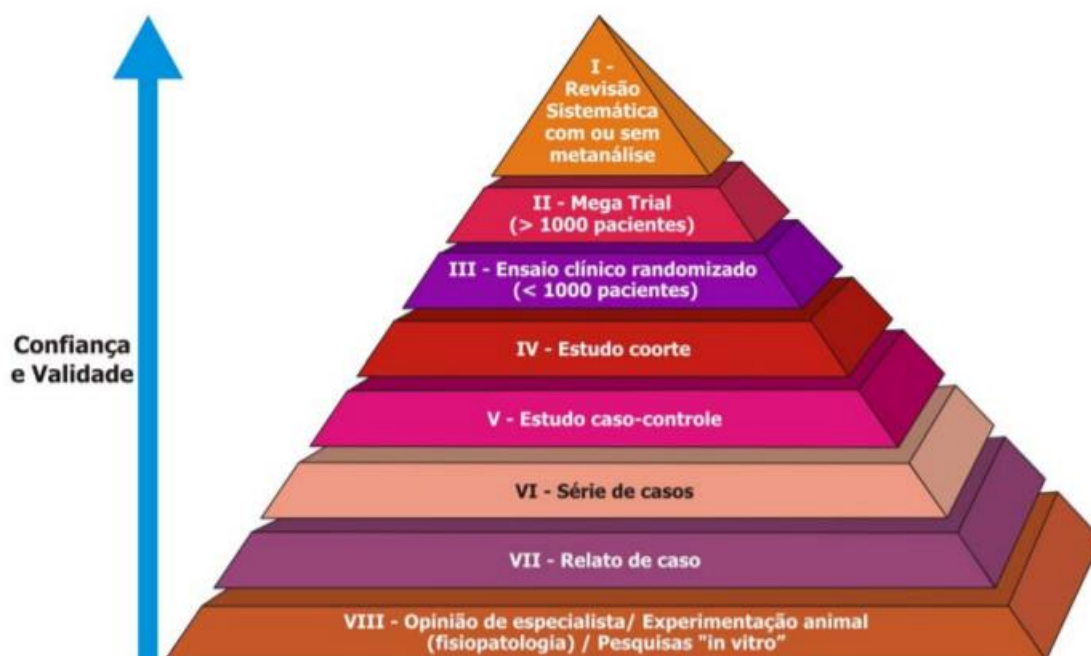 I -
Revisão
Sistemática
com ou sem
metanálise
II - Mega Trial
(> 1000 pacientes)
III - Ensaio clínico randomizado
(< 1000 pacientes)
Confiança
e Validade
IV - Estudo coorte
V - Estudo caso-controle
VI - Série de casos
VII - Relato de caso
VIII - Opinião de especialista/ Experimentação animal
(fisiopatologia) / Pesquisas "in vitro”